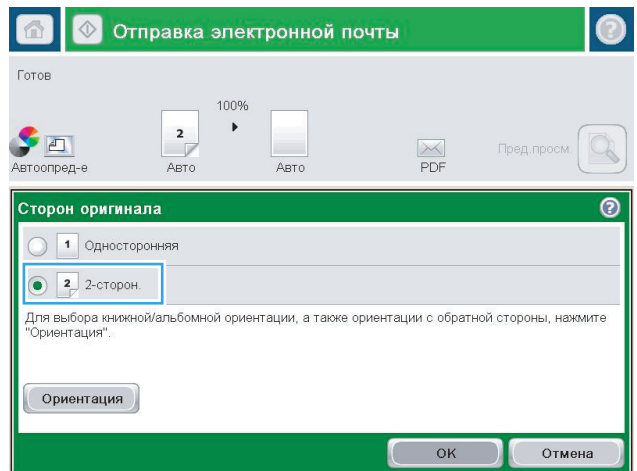 Отправка электронной почты
Готов
100%
2
Автоопред-е
Авто
Авто
PDF
Пред.просм.
Сторон оригинала
1 Односторонняя
2 2-сторон.
Для выбора книжной/альбомной ориентации, а также ориентации с обратной стороны, нажмите
"Ориентация".
Ориентация
OK
Отмена